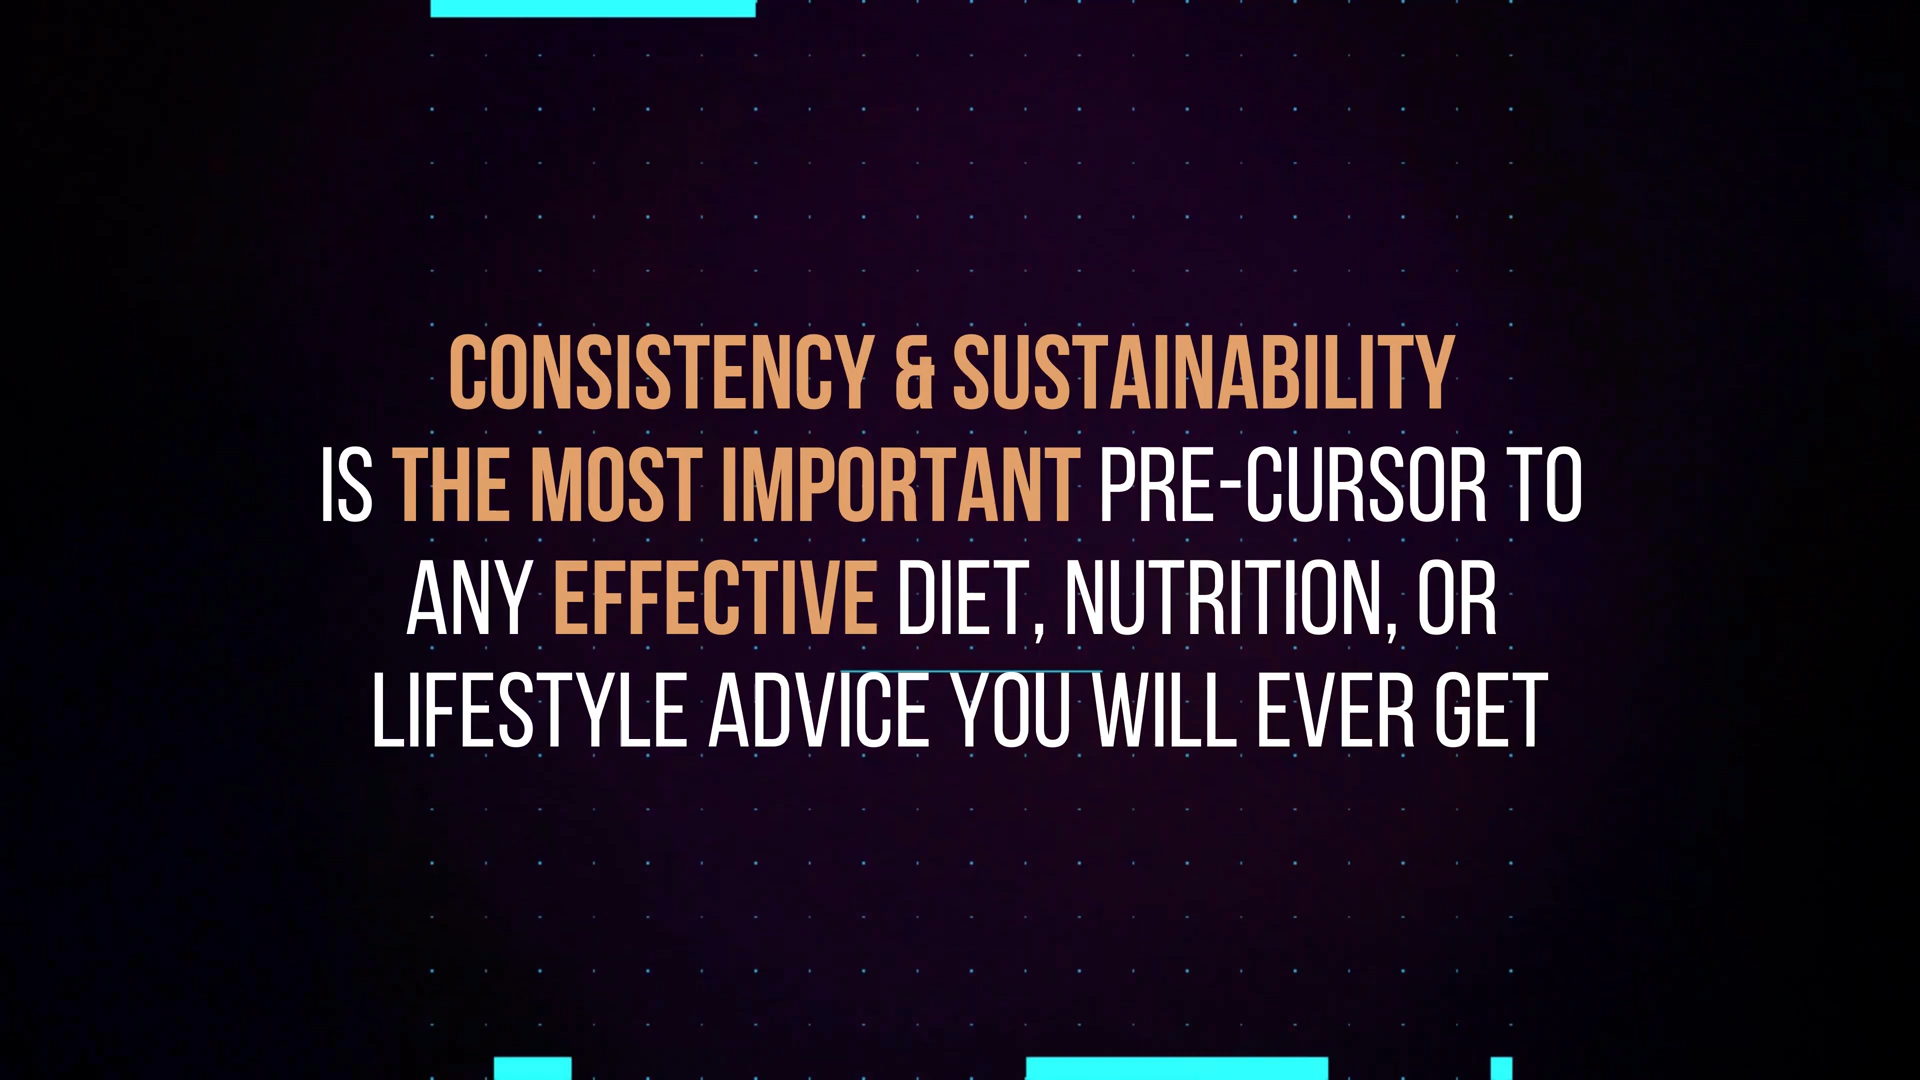 CONSISTENCY & SUSTAINABILITY
IS THE MOST IMPORTANT PRE-CURSOR TO
ANY EFFECTIVE DIET, NUTRITION, OR
LIFESTYLE ADVICE YOU WILL EVER GET